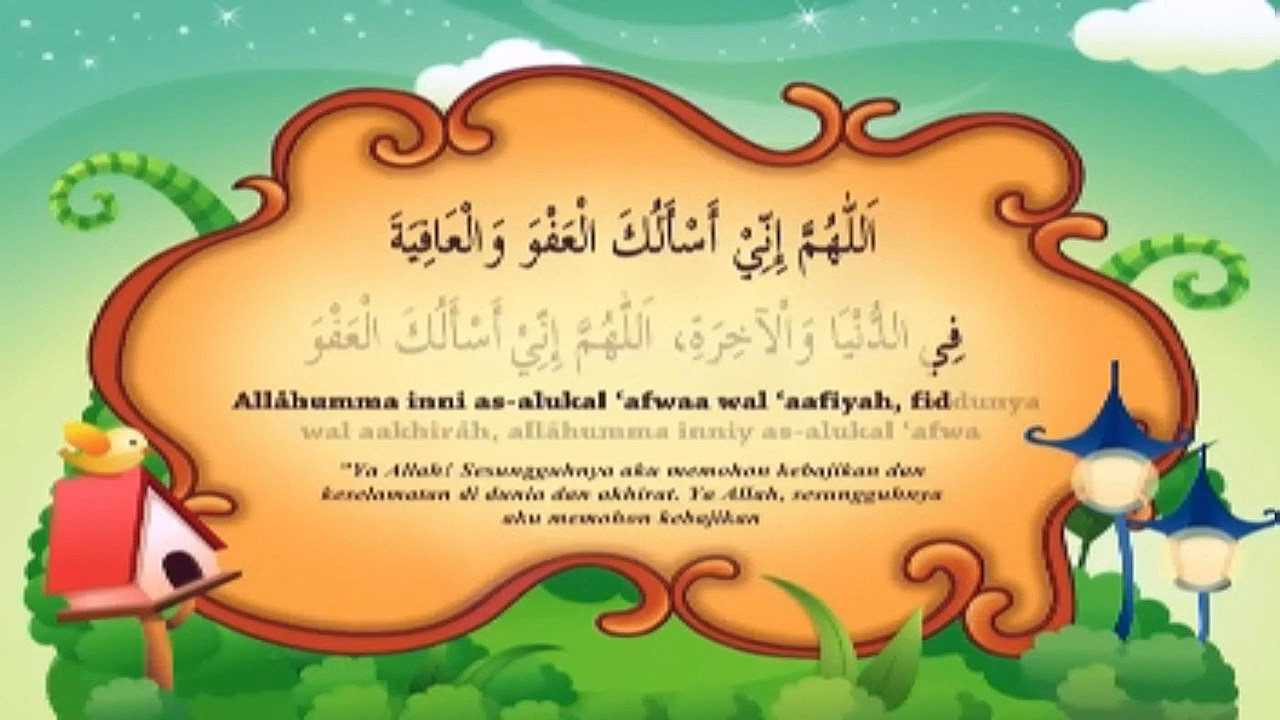 اَللّٰهُمَّ إِنِّيْ أَسْأَلُكَ الْعَفْوَ وَالْعَافِيَةَ
فِي الدُّنْيَا وَالْآخِرَةِ، اَللّٰهُمَّ إِنِّيْ أَسْأَلُكَ الْعَفْوَ
Allâhumma inni as-alukal ‘afwaa wal ‘aafiyah, fiddunya
wal aakhirâh, allâhumma inniy as-alukal ‘afwa
"Ya Allah! Sesungguhnya aku memohon kebajikan dan
keselamatan di dunia dan akhirat. Ya Allah, sesungguhnya
aku memohon kebajikan